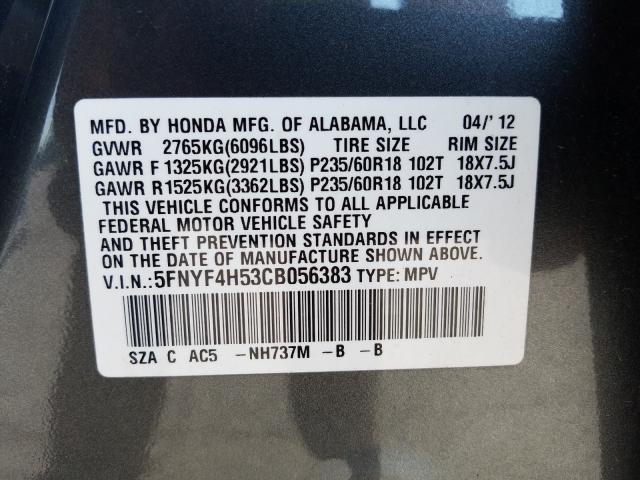 MFD. BY HONDA MFG. OF ALABAMA, LLC 04/' 12
GVWR 2765KG(6096LBS) TIRE SIZE RIM SIZE
GAWR F 1325KG(2921LBS) P235/60R18 102T 18X7.5J
GAWR R1525KG(3362LBS) P235/60R18 102T 18X7.5J
THIS VEHICLE CONFORMS TO ALL APPLICABLE
FEDERAL MOTOR VEHICLE SAFETY
AND THEFT PREVENTION STANDARDS IN EFFECT
ON THE DATE OF MANUFACTURE SHOWN ABOVE.
V.I.N.:5FNYF4H53CB056383 TYPE: MPV
SZA C AC5 -NH737M -B -B